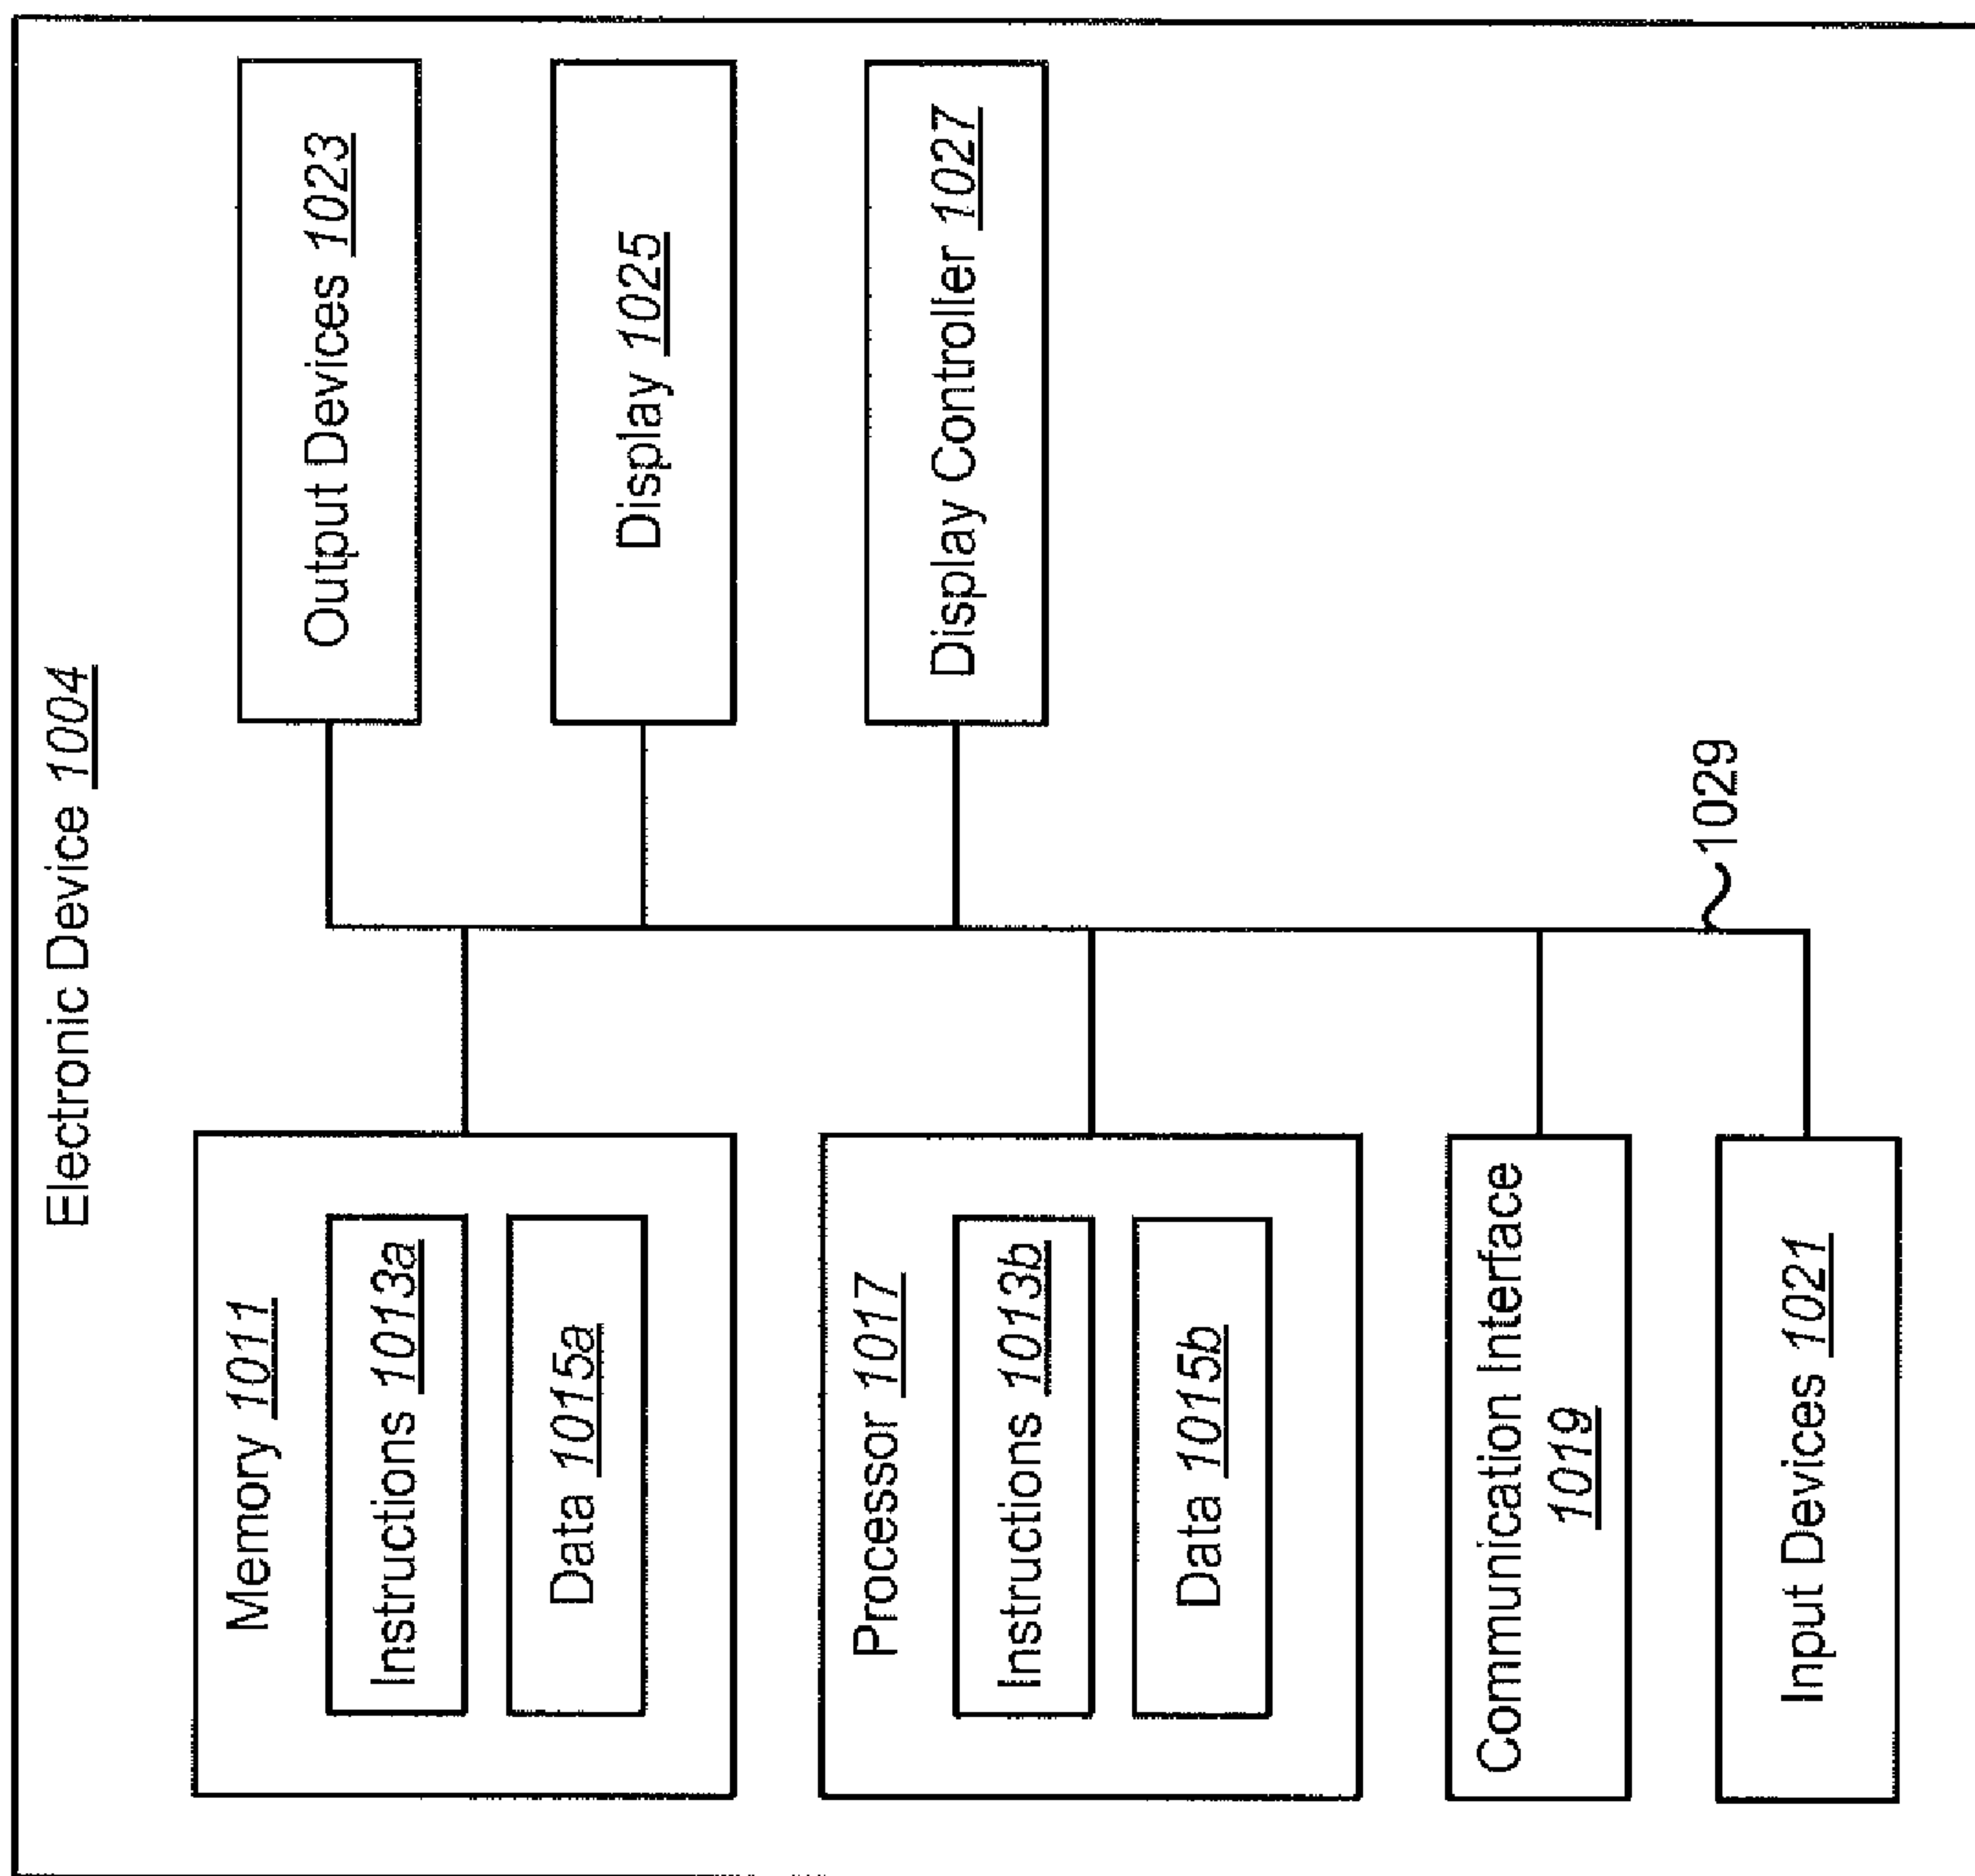 Electronic Device 1004
Memory 1011
Instructions 1013a
Data 1015a
Processor 1017
Instructions 1013b
Data 1015b
Communication Interface
1019
Input Devices 1021
Output Devices 1023
Display 1025
Display Controller 1027
1029